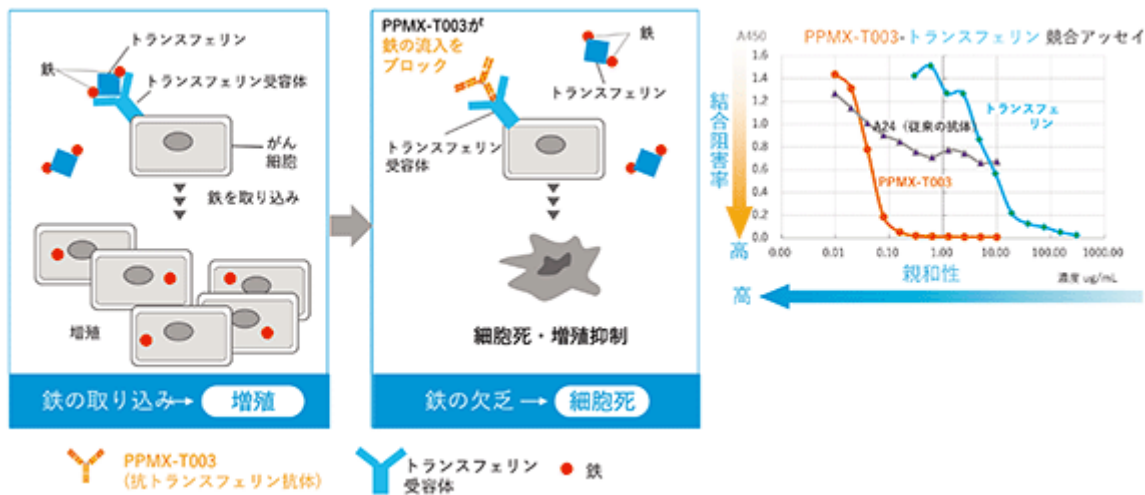 トランスフェリン
鉄
トランスフェリン受容体
がん
細胞
鉄を取り込み
増殖
鉄の取り込み→ 増殖
PPMX-T003が
鉄の流入を
ブロック
鉄
トランスフェリン
トランスフェリン
受容体
細胞死・増殖抑制
鉄の欠乏 → 細胞死
PPMX-T003
(抗トランスフェリン抗体)
トランスフェリン
受容体
鉄
A450
PPMX-T003-トランスフェリン 競合アッセイ
結合阻害率
高
1.6
1.4
1.2
1.0
0.8
0.6
0.4
0.2
0.0
トランスフェ
リン
A24（従来の抗体
PPMX-T003
0.00 0.01 0.10 1.00 10.00 100.00 1000.00
親和性
濃度 ug/mL
高